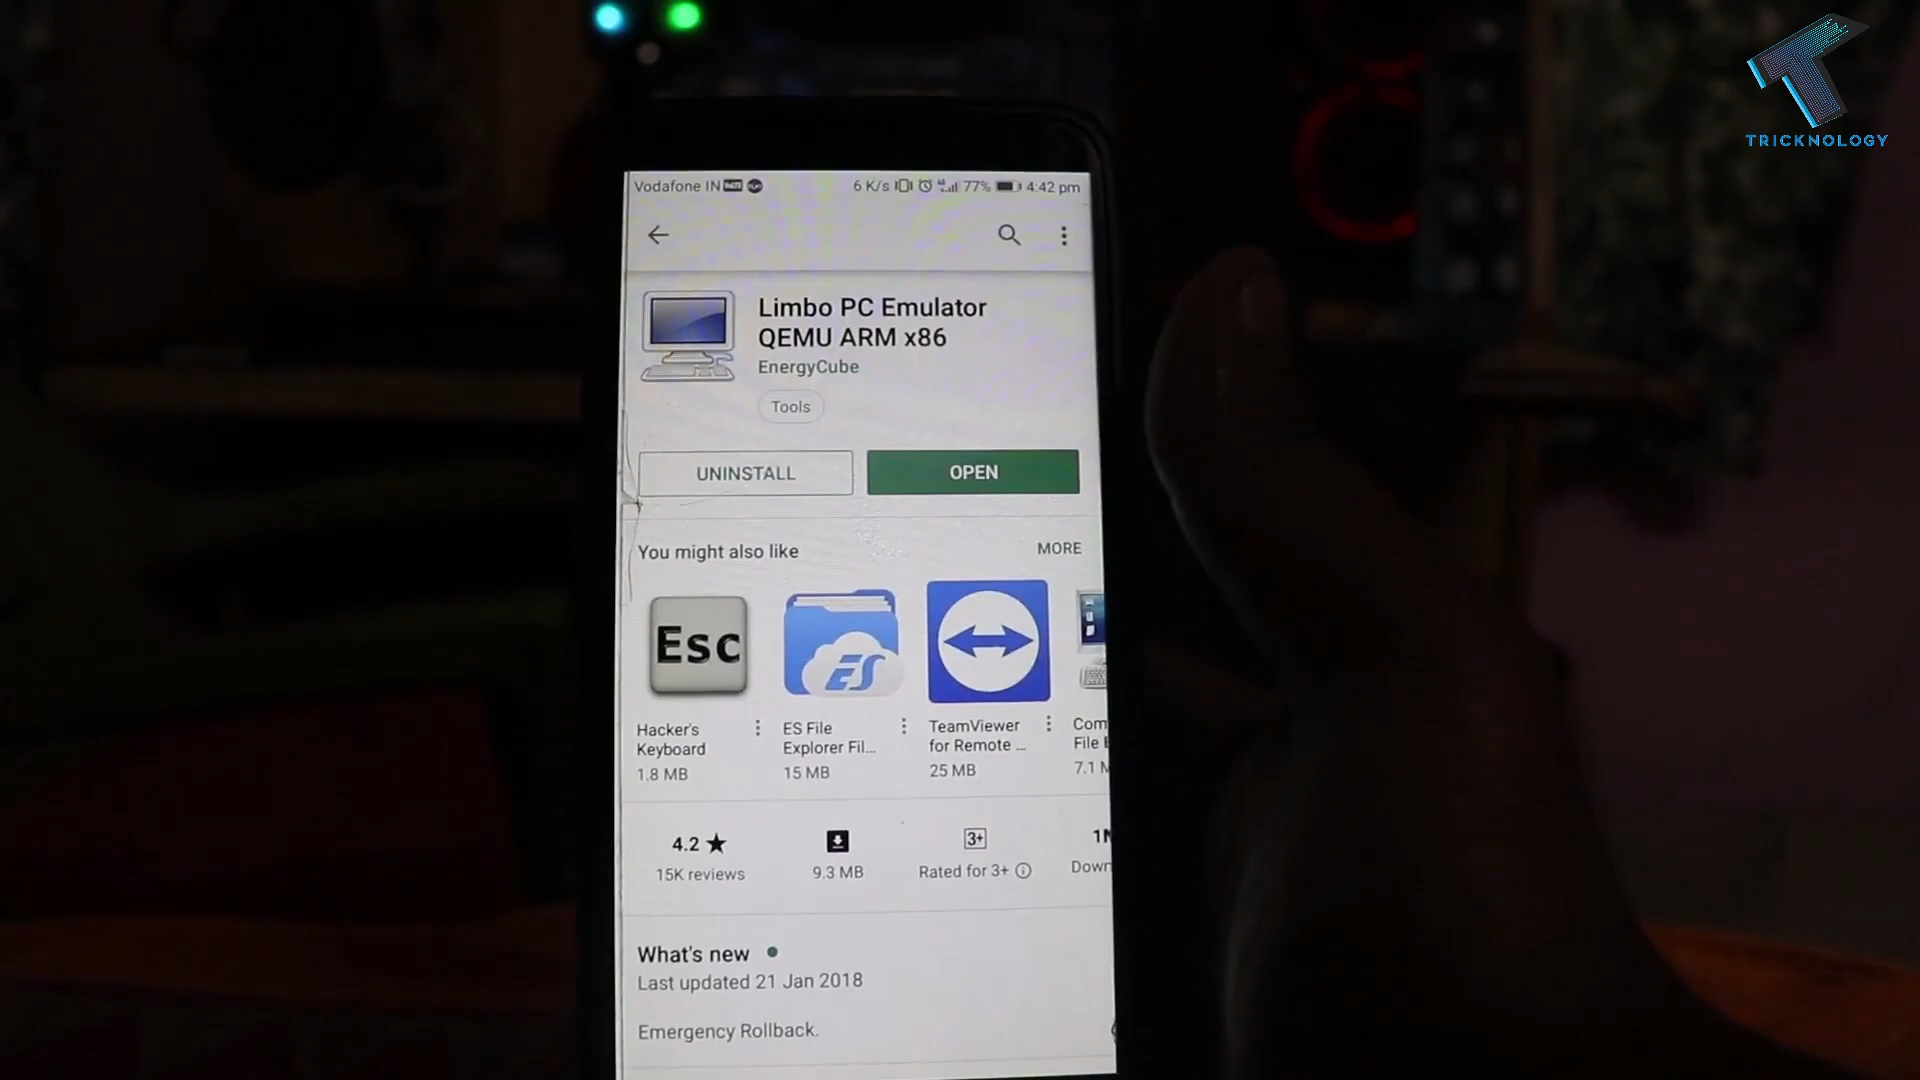 TRICKNOLOGY
Vodafone IN
6 K/s 77% 4:42 pm
Limbo PC Emulator
QEMU ARM x86
EnergyCube
Tools
UNINSTALL
OPEN
You might also like
MORE
Esc
ES
Hacker's
Keyboard
1.8 MB
ES File
Explorer Fil...
15 MB
TeamViewer
for Remote ...
25 MB
Com
File
7.1
4.2 ★
15K reviews
9.3 MB
3+
Rated for 3+
Down
What's new
Last updated 21 Jan 2018
Emergency Rollback.